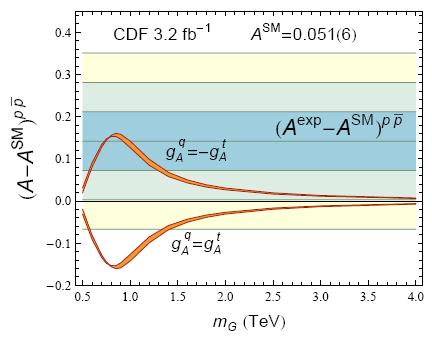 CDF 3.2 fb⁻¹ A^SM=0.051(6)
0.4
0.3
0.2
0.1
0.0
−0.1
−0.2
(A−A^SM)^p p̅
(A^exp−A^SM)^p p̅
g_A^q=−g_A^t
g_A^q=g_A^t
0.5 1.0 1.5 2.0 2.5 3.0 3.5 4.0
m_G (TeV)